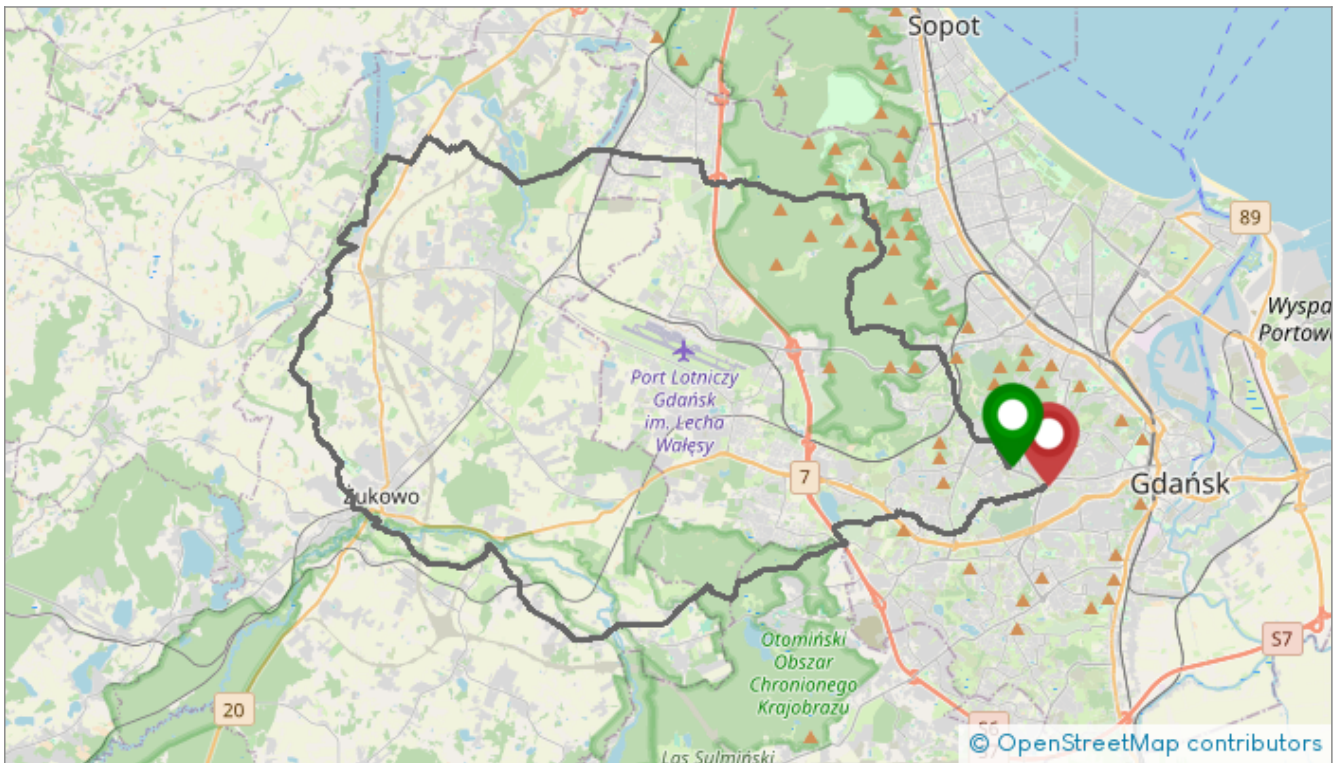 Sopot
89
Wyspa
Portow
Port Lotniczy
Gdańsk
im. Lecha
Wałęsy
7
Gdańsk
Żukowo
Otomiński
Obszar
Chronionego
Krajobrazu
S7
20
S6
Las Sulmiński
© OpenStreetMap contributors